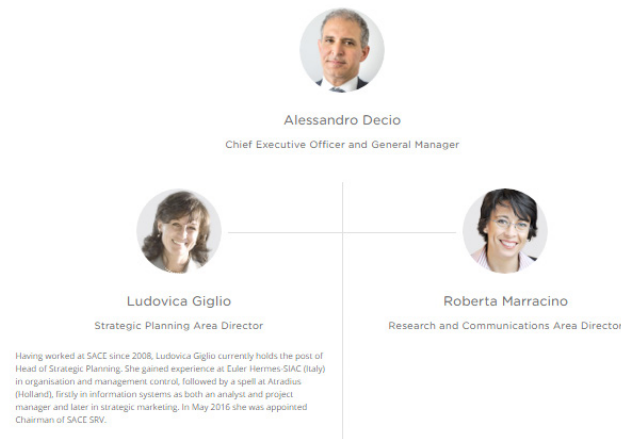 Alessandro Decio
Chief Executive Officer and General Manager
Ludovica Giglio
Strategic Planning Area Director
Roberta Marracino
Research and Communications Area Director
Having worked at SACE since 2008, Ludovica Giglio currently holds the post of
Head of Strategic Planning. She gained experience at Euler Hermes-SIAC (Italy)
in organisation and management control, followed by a spell at Atradius
(Holland), firstly in information systems as both an analyst and project
manager and later in strategic marketing. In May 2016 she was appointed
Chairman of SACE SRV.